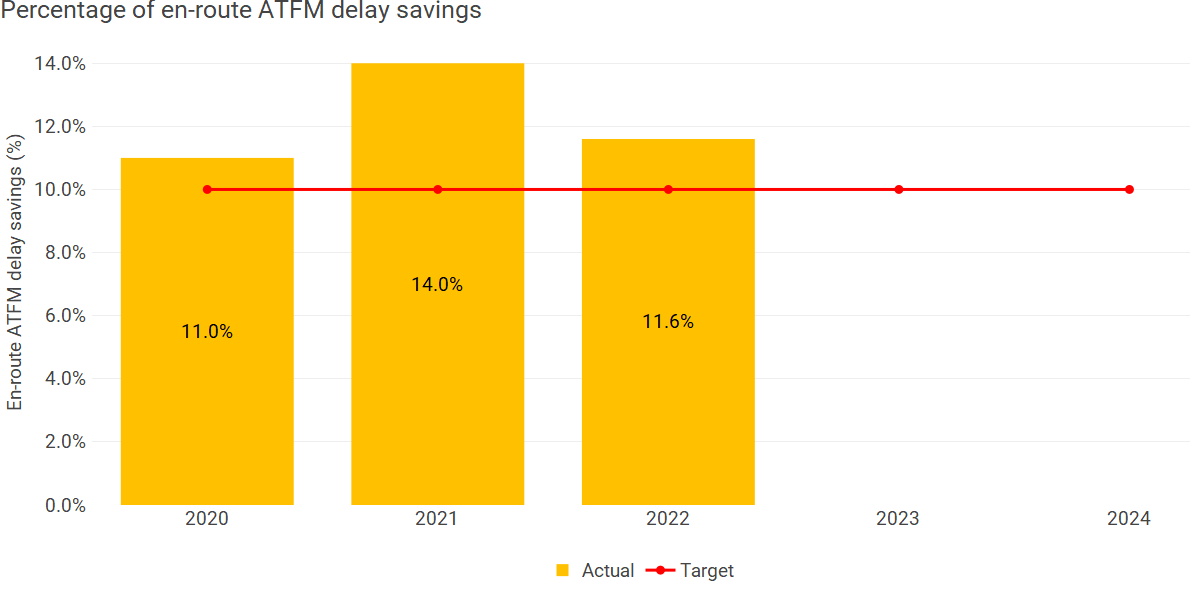 Percentage of en-route ATFM delay savings
En-route ATFM delay savings (%)
14.0%
12.0%
10.0%
8.0%
6.0%
4.0%
2.0%
0.0%
11.0%
14.0%
11.6%
2020 2021 2022 2023 2024
Actual Target